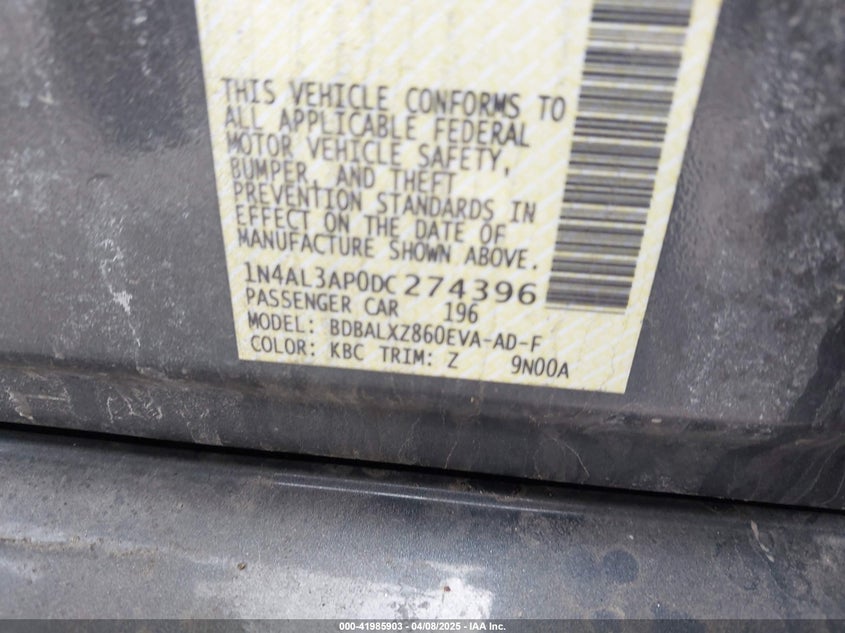 THIS VEHICLE CONFORMS TO
ALL APPLICABLE FEDERAL
MOTOR VEHICLE SAFETY,
BUMPER, AND THEFT
PREVENTION STANDARDS IN
EFFECT ON THE DATE OF
MANUFACTURE SHOWN ABOVE.
1N4AL3AP0DC274396
PASSENGER CAR 196
MODEL: BDBALXZ860EVA-AD-F
COLOR: KBC TRIM: Z 9N00A
000-41985903 - 04/08/2025 - IAA Inc.